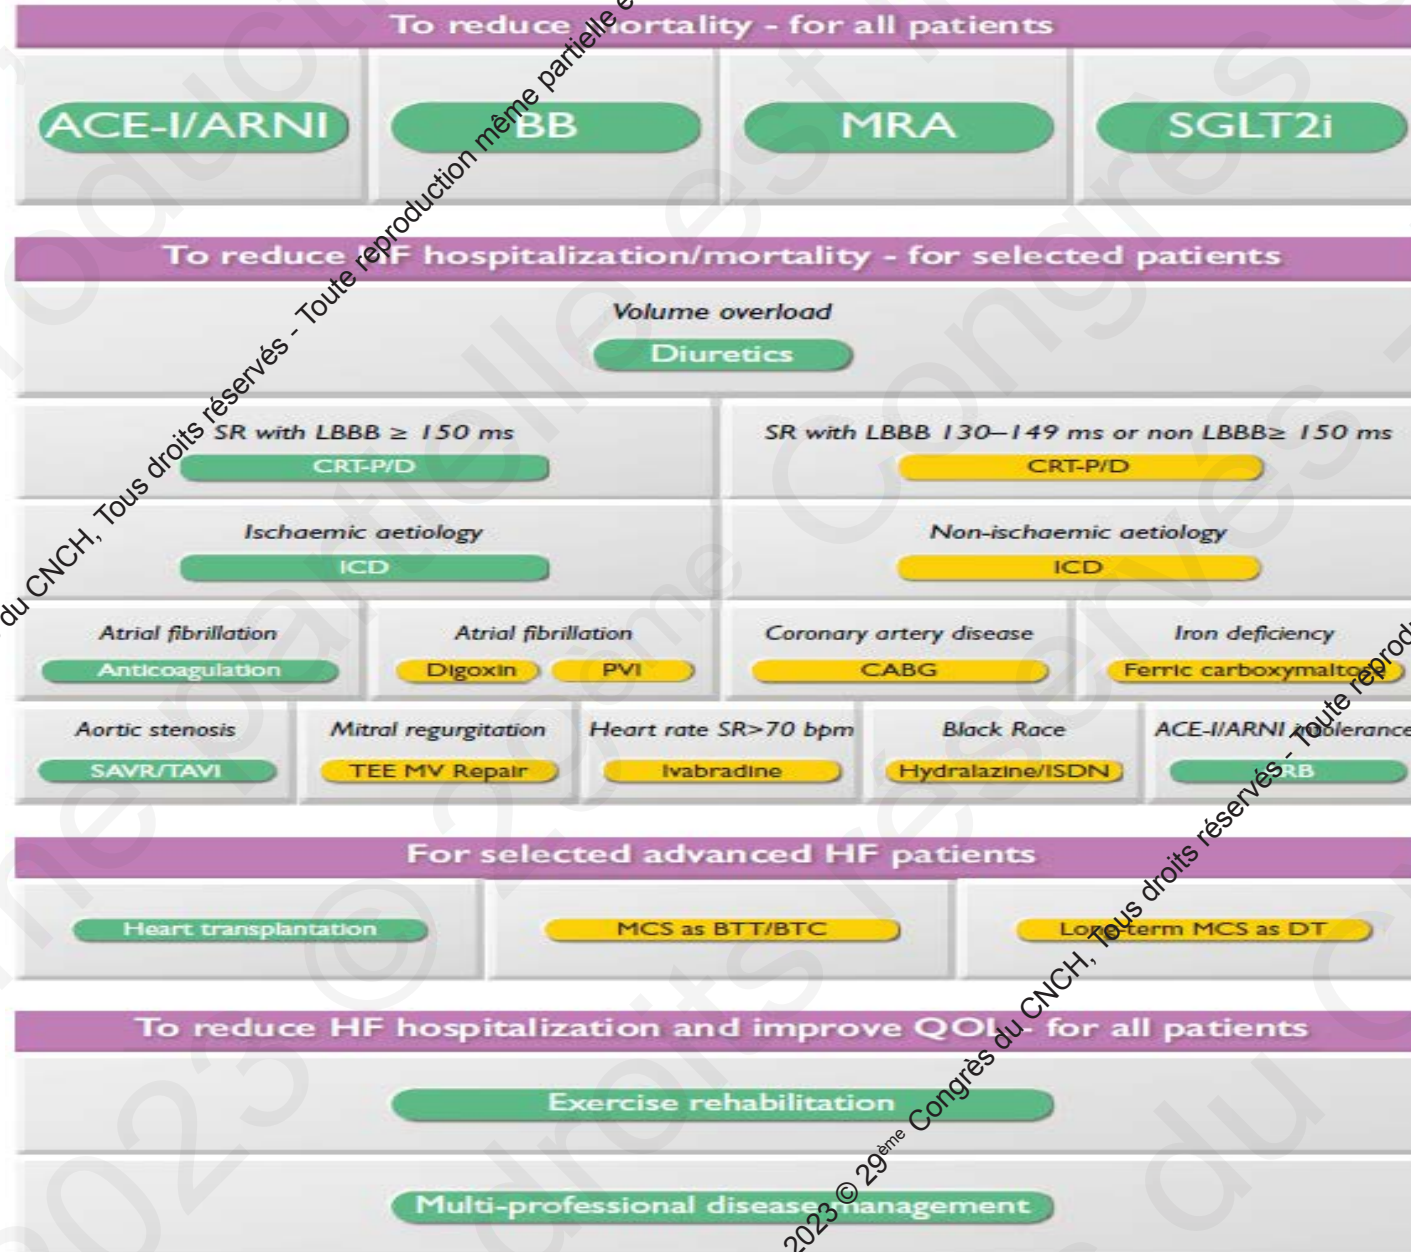 To reduce mortality - for all patients
ACE-I/ARNI
BB
MRA
SGLT2i
To reduce HF hospitalization/mortality - for selected patients
Volume overload
Diuretics
SR with LBBB ≥ 150 ms
CRT-P/D
SR with LBBB 130–149 ms or non LBBB≥ 150 ms
CRT-P/D
Ischaemic aetiology
ICD
Non-ischaemic aetiology
ICD
Atrial fibrillation
Anticoagulation
Atrial fibrillation
Digoxin
PVI
Coronary artery disease
CABG
Iron deficiency
Ferric carboxymaltose
Aortic stenosis
SAVR/TAVI
Mitral regurgitation
TEE MV Repair
Heart rate SR>70 bpm
Ivabradine
Black Race
Hydralazine/ISDN
ACE-I/ARNI intolerance
ARB
For selected advanced HF patients
Heart transplantation
MCS as BTT/BTC
Long-term MCS as DT
To reduce HF hospitalization and improve QOL - for all patients
Exercise rehabilitation
Multi-professional disease management
du CNCH, Tous droits réservés - Toute reproduction même partielle
2023 © 29ème Congrès du CNCH, Tous droits réservés - Toute